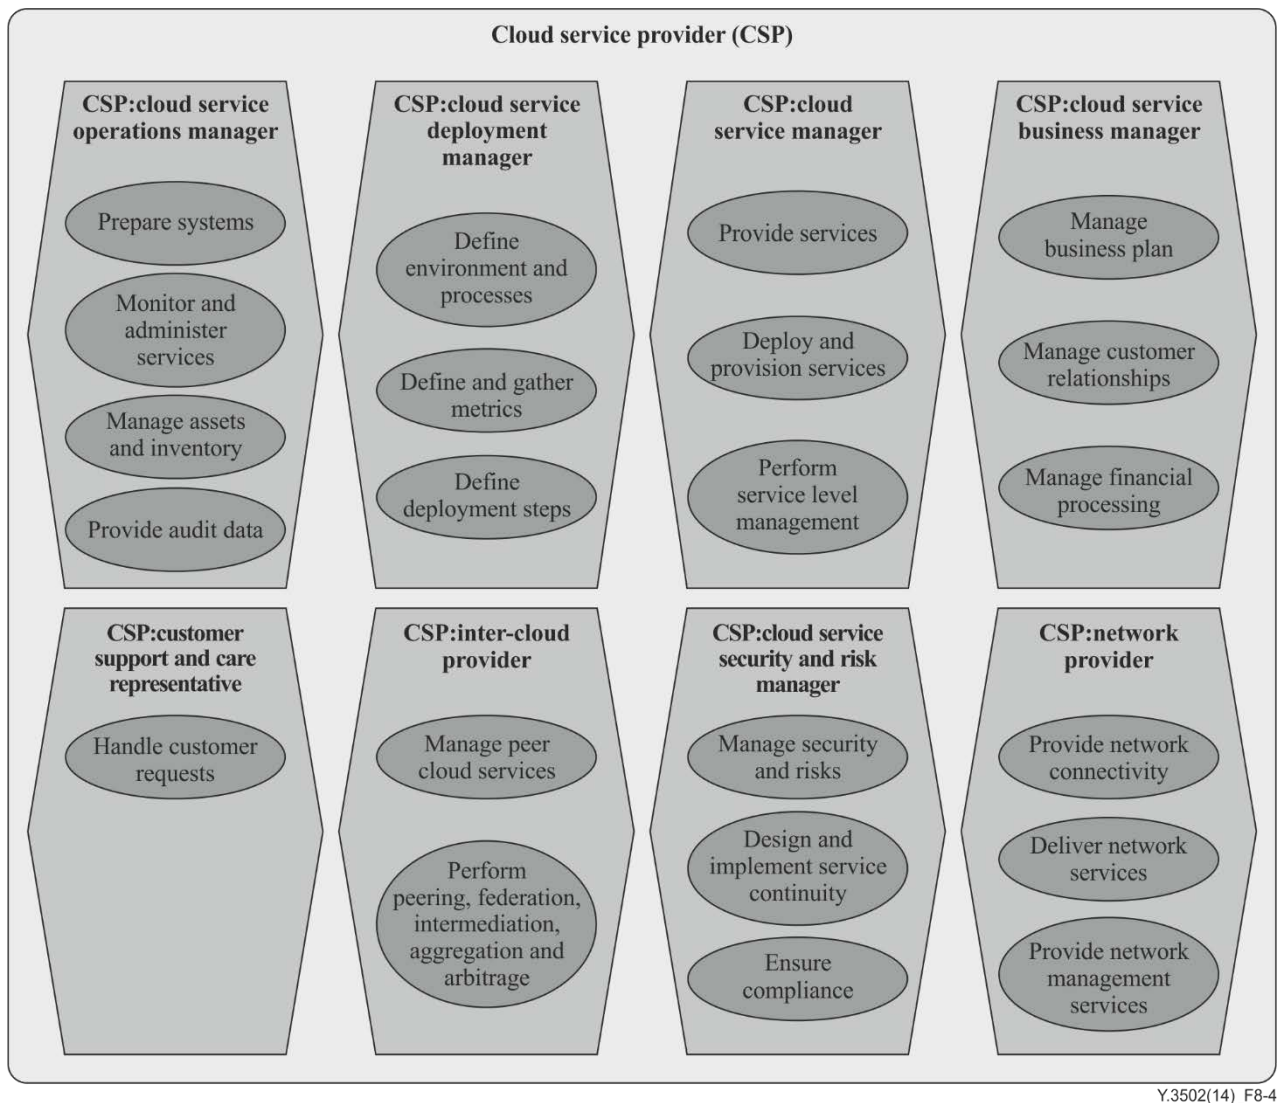 Cloud service provider (CSP)
CSP:cloud service
operations manager
Prepare systems
Monitor and
administer
services
Manage assets
and inventory
Provide audit data
CSP:cloud service
deployment
manager
Define
environment and
processes
Define and gather
metrics
Define
deployment steps
CSP:cloud
service manager
Provide services
Deploy and
provision services
Perform
service level
management
CSP:cloud service
business manager
Manage
business plan
Manage customer
relationships
Manage financial
processing
CSP:customer
support and care
representative
Handle customer
requests
CSP:inter-cloud
provider
Manage peer
cloud services
Perform
peering, federation,
intermediation,
aggregation and
arbitrage
CSP:cloud service
security and risk
manager
Manage security
and risks
Design and
implement service
continuity
Ensure
compliance
CSP:network
provider
Provide network
connectivity
Deliver network
services
Provide network
management
services
Y.3502(14) F8-4